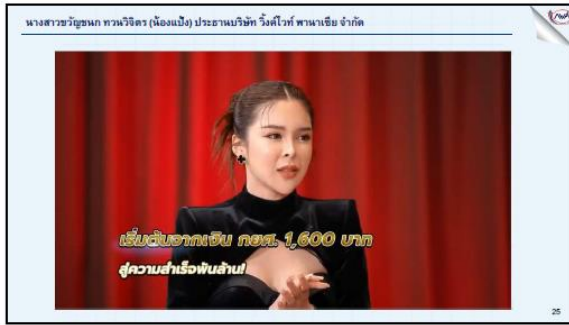 นางสาวขวัญชนก ทวนวิจิตร (น้องแป้ง) ประธานบริษัท วิ้งค์ไวท์ พานาเซีย จำกัด
เริ่มต้นจากเงิน กยศ. 1,600 บาท
สู่ความสำเร็จพันล้าน!
25